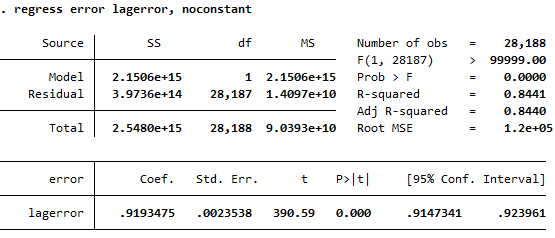 . regress error lagerror, noconstant
Source SS df MS Number of obs = 28,188
F(1, 28187) > 99999.00
Model 2.1506e+15 1 2.1506e+15 Prob > F = 0.0000
Residual 3.9736e+14 28,187 1.4097e+10 R-squared = 0.8441
Adj R-squared = 0.8440
Total 2.5480e+15 28,188 9.0393e+10 Root MSE = 1.2e+05
error Coef. Std. Err. t P>|t| [95% Conf. Interval]
lagerror .9193475 .0023538 390.59 0.000 .9147341 .923961